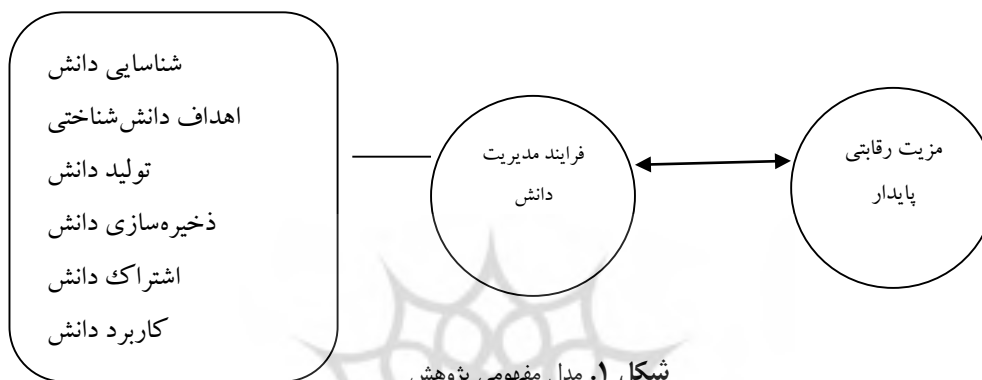 شناسایی دانش
اهداف دانش‌شناختی
تولید دانش
ذخیره‌سازی دانش
اشتراک دانش
کاربرد دانش
فرایند مدیریت
دانش
مزیت رقابتی
پایدار
شکل ۱. مدل مفهومی پژوهش